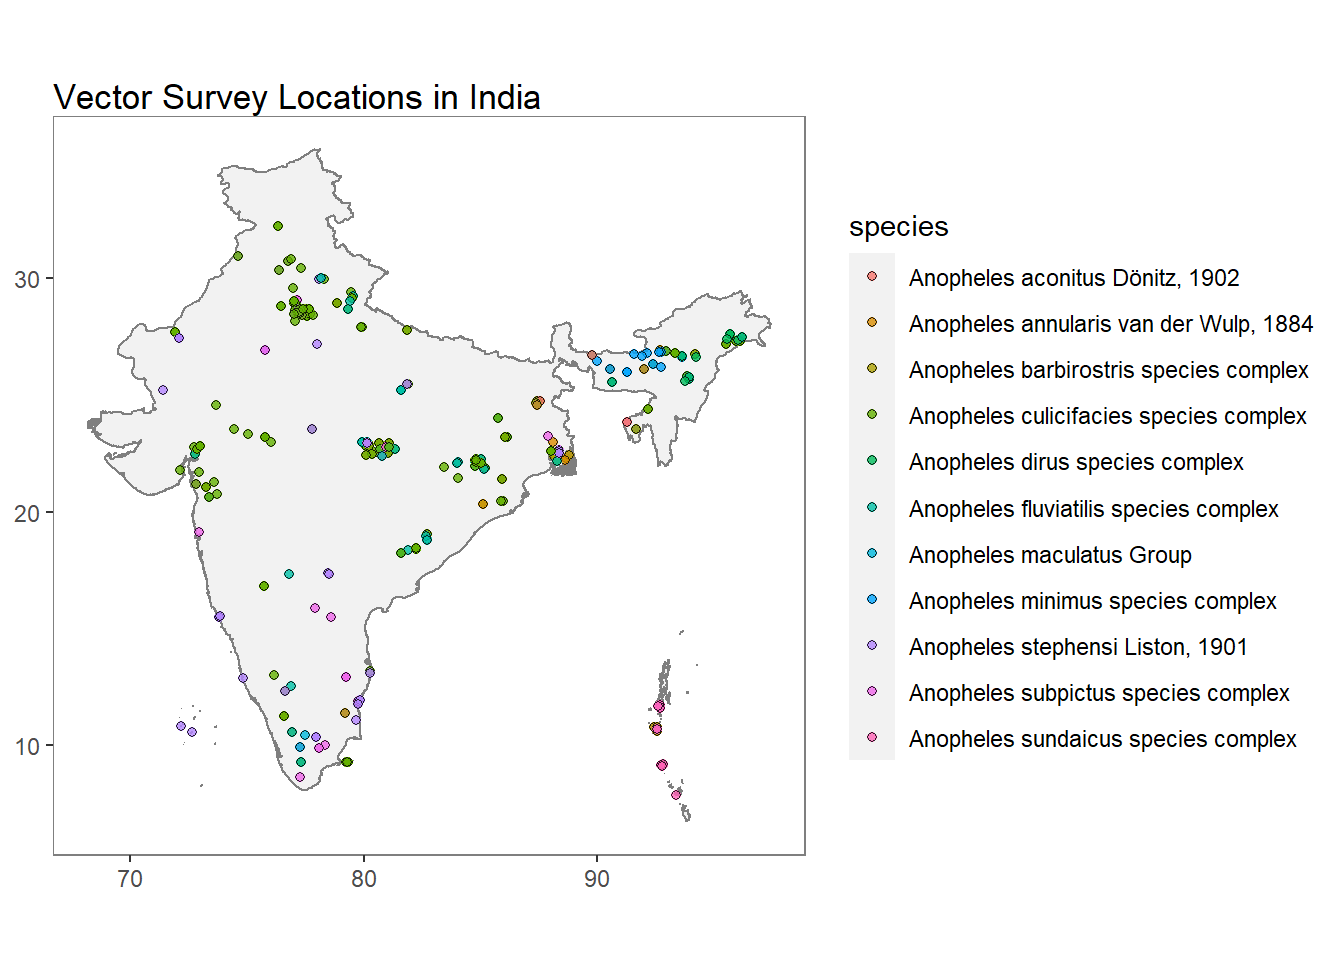 Vector Survey Locations in India
30
20
10
70
80
90
species
Anopheles aconitus Dönitz, 1902
Anopheles annularis van der Wulp, 1884
Anopheles barbirostris species complex
Anopheles culicifacies species complex
Anopheles dirus species complex
Anopheles fluviatilis species complex
Anopheles maculatus Group
Anopheles minimus species complex
Anopheles stephensi Liston, 1901
Anopheles subpictus species complex
Anopheles sundaicus species complex